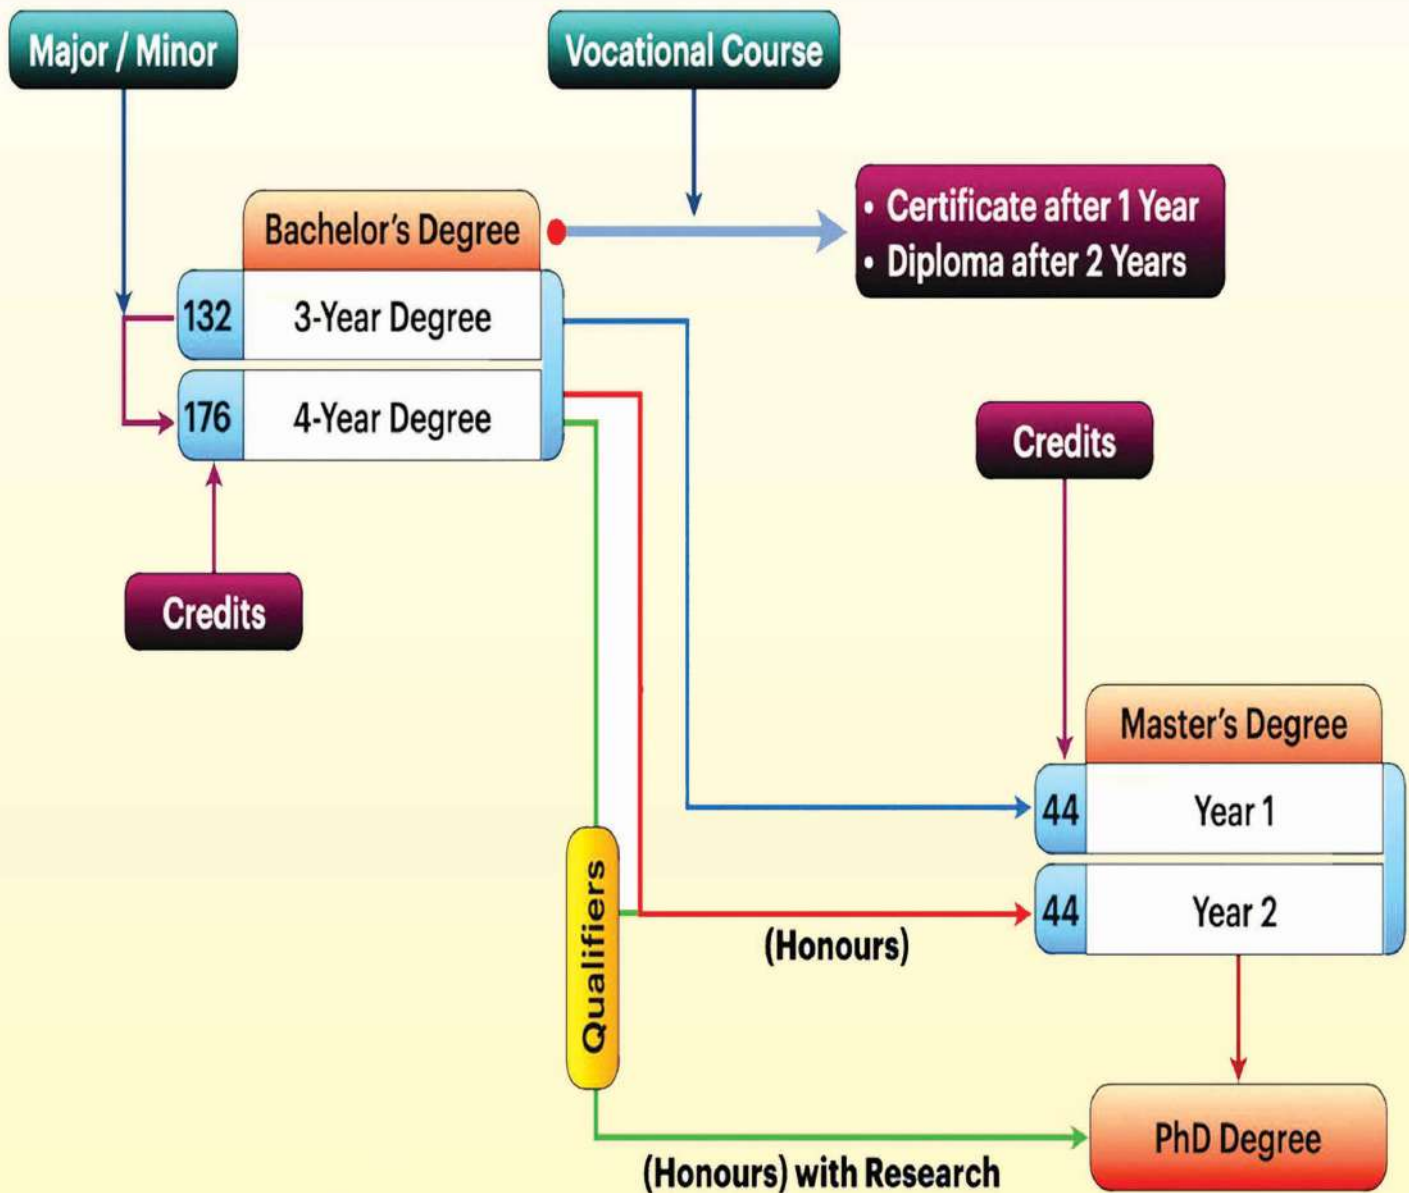 Major / Minor
Vocational Course
Bachelor's Degree
• Certificate after 1 Year
• Diploma after 2 Years
132
3-Year Degree
176
4-Year Degree
Credits
Credits
Master's Degree
44
Year 1
44
Year 2
Qualifiers
(Honours)
PhD Degree
(Honours) with Research